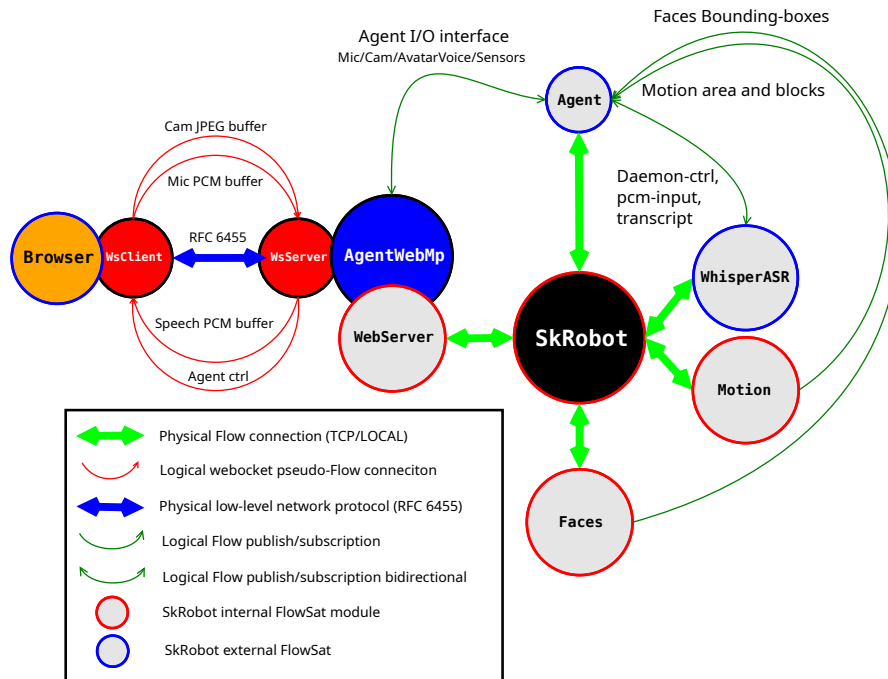 Faces Bounding-boxes
Agent I/O interface
Mic/Cam/AvatarVoice/Sensors
Agent
Motion area and blocks
Cam JPEG buffer
Mic PCM buffer
Daemon-ctrl,
pcm-input,
transcript
RFC 6455
Browser
WsClient
WsServer
AgentWebMp
WhisperASR
Speech PCM buffer
WebServer
SkRobot
Agent ctrl
Motion
Physical Flow connection (TCP/LOCAL)
Logical webocket pseudo-Flow conneciton
Physical low-level network protocol (RFC 6455)
Faces
Logical Flow publish/subscription
Logical Flow publish/subscription bidirectional
SkRobot internal FlowSat module
SkRobot external FlowSat